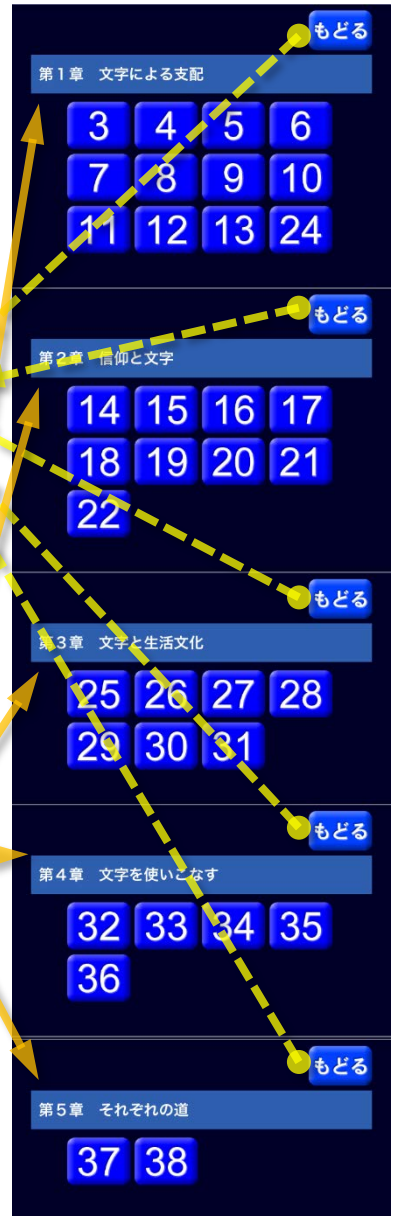 もどる
第1章 文字による支配
3 4 5 6
7 8 9 10
11 12 13 24
もどる
第2章 信仰と文字
14 15 16 17
18 19 20 21
22
もどる
第3章 文字と生活文化
25 26 27 28
29 30 31
もどる
第4章 文字を使いこなす
32 33 34 35
36
もどる
第5章 それぞれの道
37 38